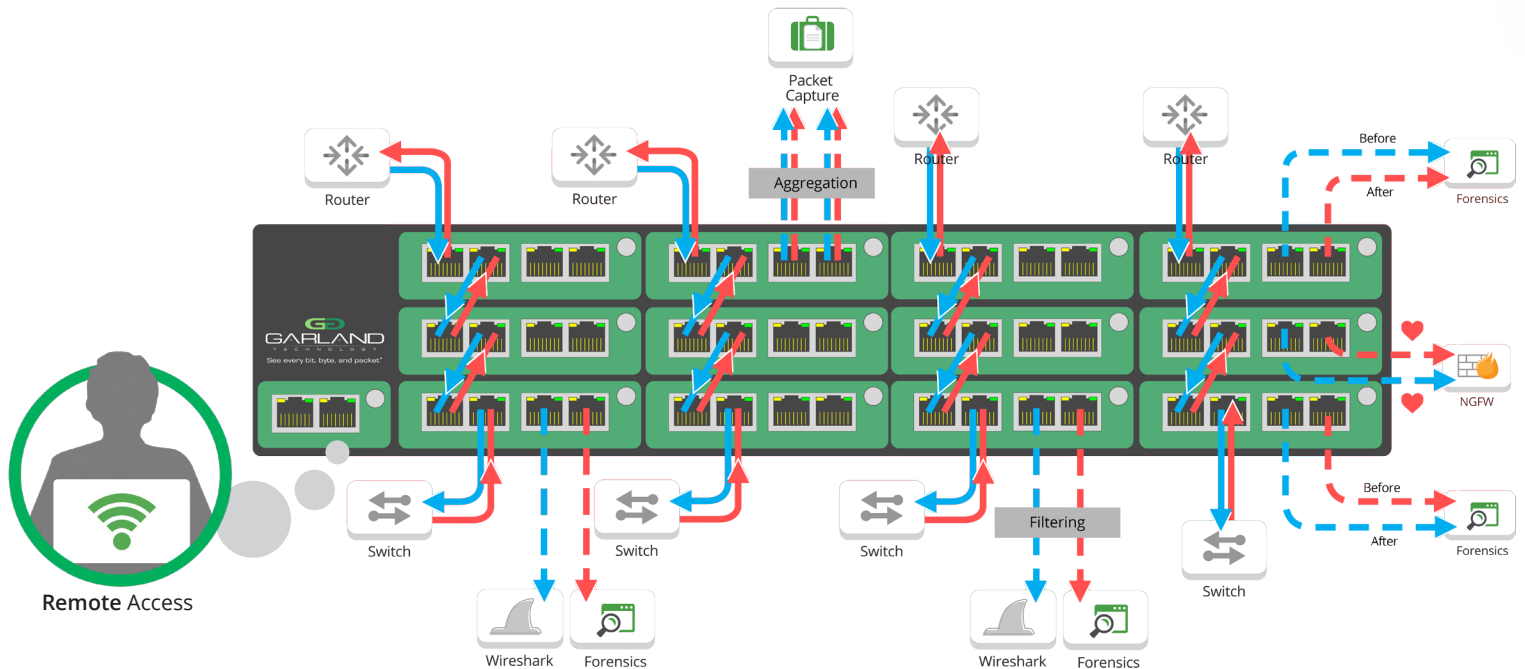 Packet
Capture
Router
Router
Router
Router
Before
After
Forensics
Aggregation
GARLAND
TECHNOLOGY
See every bit, byte, and packet®
NGFW
Before
After
Forensics
Switch
Switch
Switch
Filtering
Switch
Remote Access
Wireshark
Forensics
Wireshark
Forensics